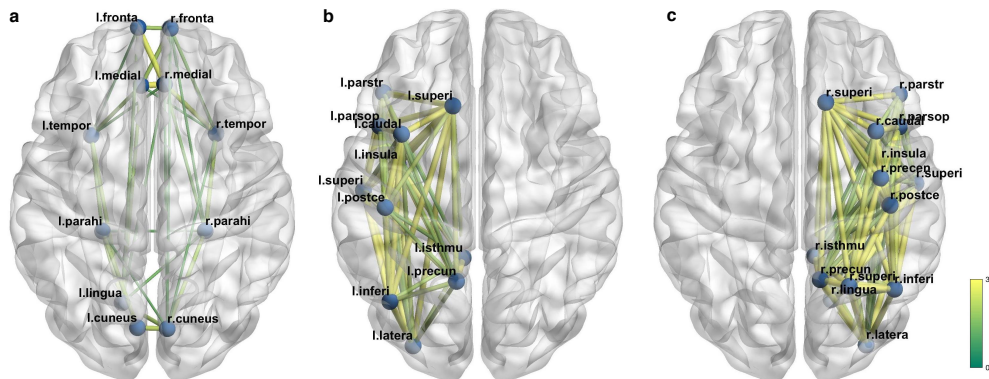 a
l.fronta
r.fronta
l.medial
r.medial
l.tempor
r.tempor
l.parahi
r.parahi
l.lingua
l.cuneus
r.cuneus
b
l.parstr
l.superi
l.parsop
l.caudal
l.insula
l.superi
l.postce
l.isthmu
l.precun
l.inferi
l.latera
c
r.parstr
r.superi
r.parsop
r.caudal
r.insula
r.precen
r.superi
r.postce
r.isthmu
r.precun
r.superi
r.inferi
r.lingua
r.latera
3
0